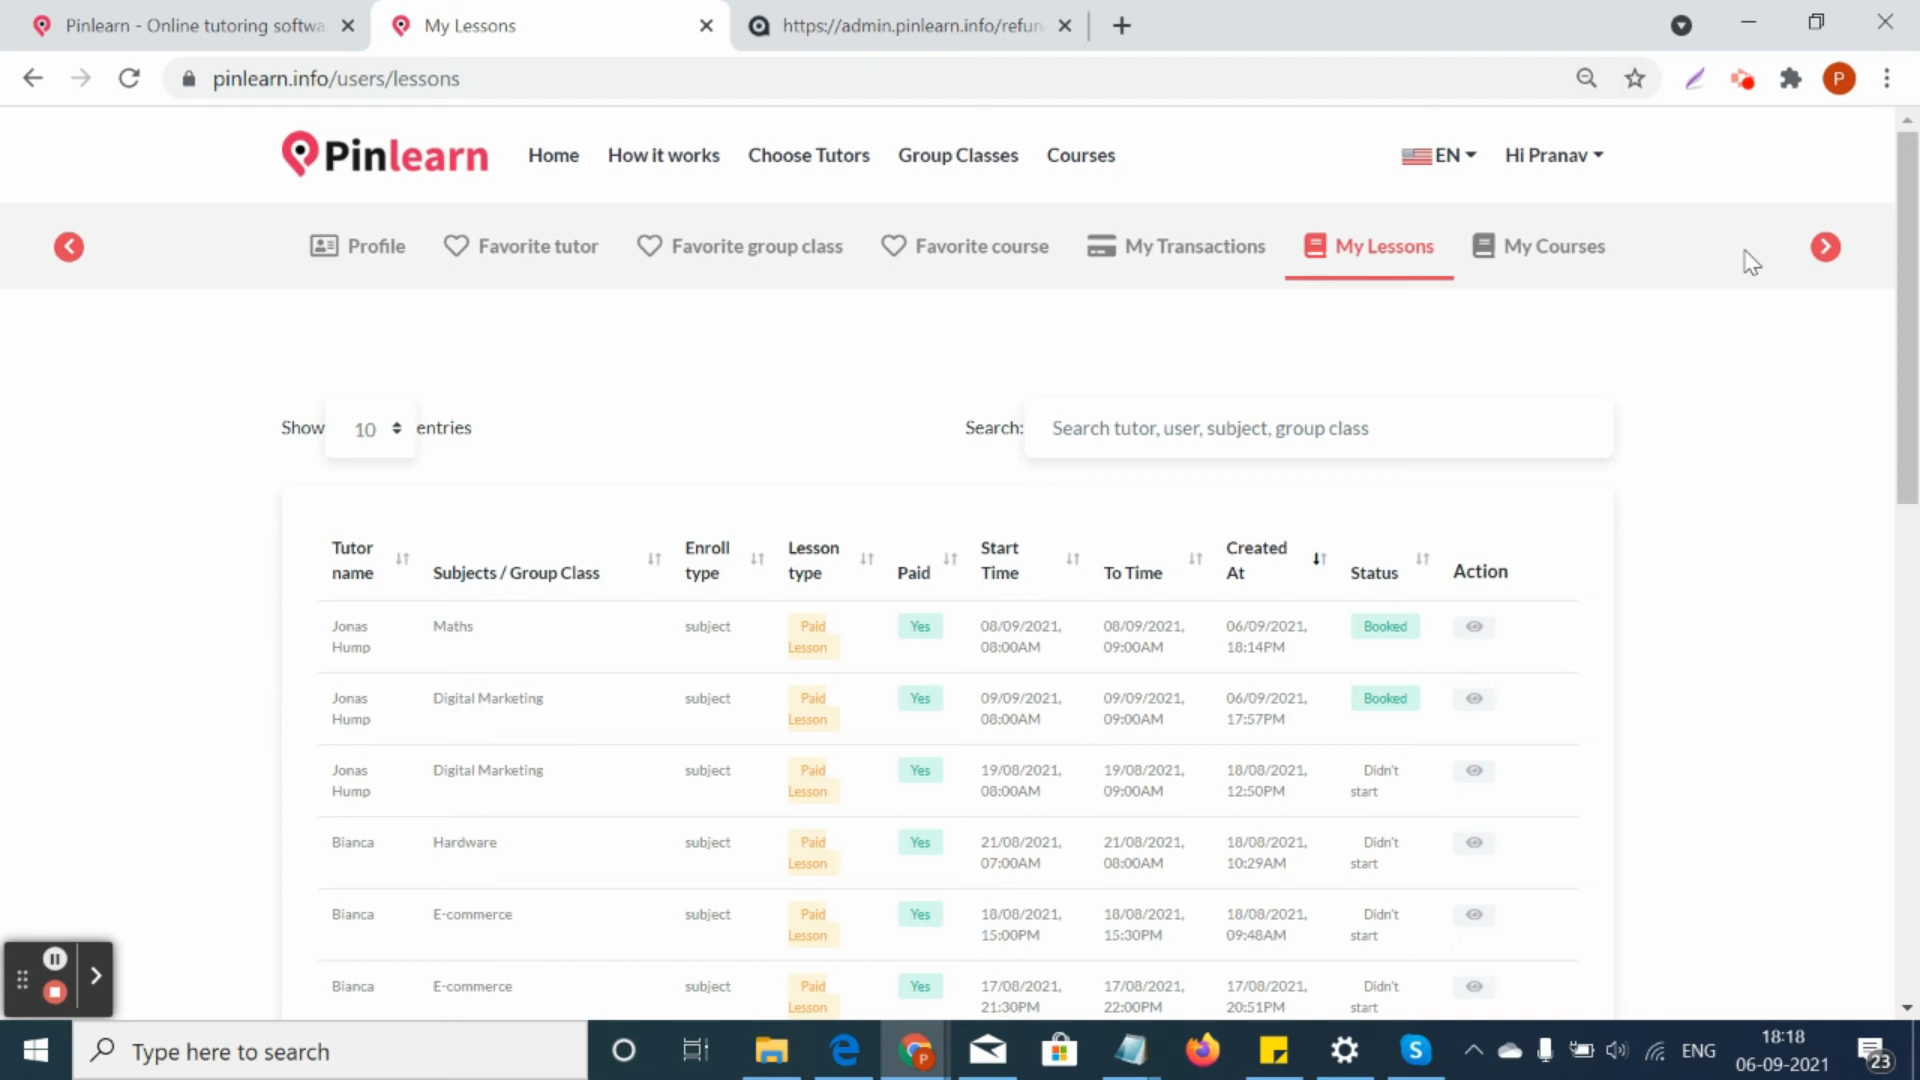 Pinlearn - Online tutoring softwa
My Lessons
https://admin.pinlearn.info/refun
pinlearn.info/users/lessons
P
Pinlearn
Home
How it works
Choose Tutors
Group Classes
Courses
EN
Hi Pranav
Profile
Favorite tutor
Favorite group class
Favorite course
My Transactions
My Lessons
My Courses
Show 10 entries
Search: Search tutor, user, subject, group class
Tutor name
Subjects / Group Class
Enroll type
Lesson type
Paid
Start Time
To Time
Created At
Status
Action
Jonas Hump Maths subject Paid Lesson Yes 08/09/2021, 08:00AM 08/09/2021, 09:00AM 06/09/2021, 18:14PM Booked
Jonas Hump Digital Marketing subject Paid Lesson Yes 09/09/2021, 08:00AM 09/09/2021, 09:00AM 06/09/2021, 17:57PM Booked
Jonas Hump Digital Marketing subject Paid Lesson Yes 19/08/2021, 08:00AM 19/08/2021, 09:00AM 18/08/2021, 12:50PM Didn't start
Bianca Hardware subject Paid Lesson Yes 21/08/2021, 07:00AM 21/08/2021, 08:00AM 18/08/2021, 10:29AM Didn't start
Bianca E-commerce subject Paid Lesson Yes 18/08/2021, 15:00PM 18/08/2021, 15:30PM 18/08/2021, 09:48AM Didn't start
Bianca E-commerce subject Paid Lesson Yes 17/08/2021, 21:30PM 17/08/2021, 22:00PM 17/08/2021, 20:51PM Didn't start
Type here to search
P
S
ENG
18:18
06-09-2021
23